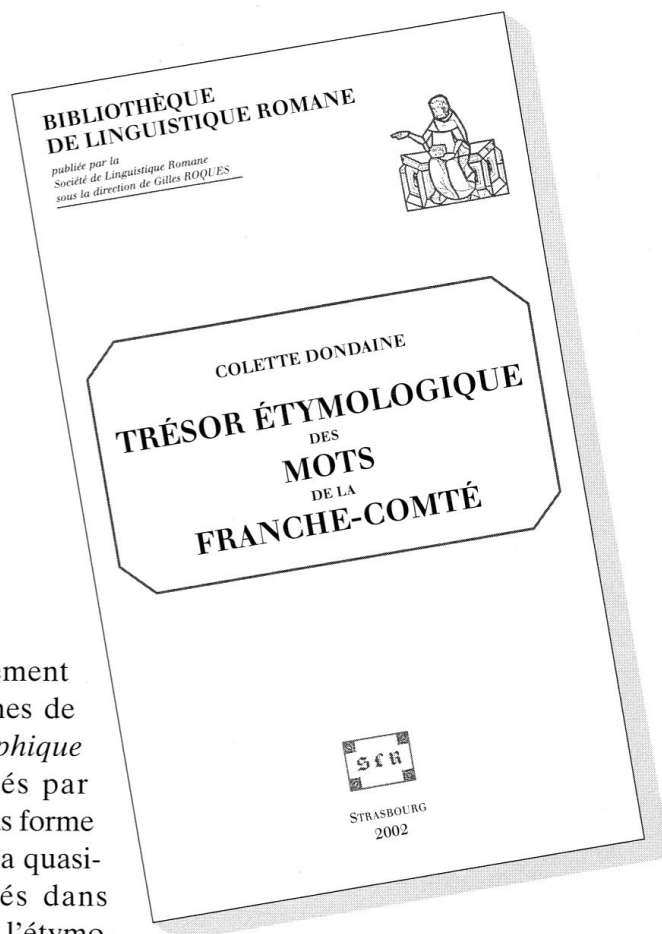 BIBLIOTHÈQUE
DE LINGUISTIQUE ROMANE
publiée par la
Société de Linguistique Romane
sous la direction de Gilles ROQUES
COLETTE DONDAINE
TRÉSOR ÉTYMOLOGIQUE
DES
MOTS
DE LA
FRANCHE-COMTÉ
SLR
STRASBOURG
2002
ement
nes de
phique
és par
s forme
a quasi-
és dans
l'étymo